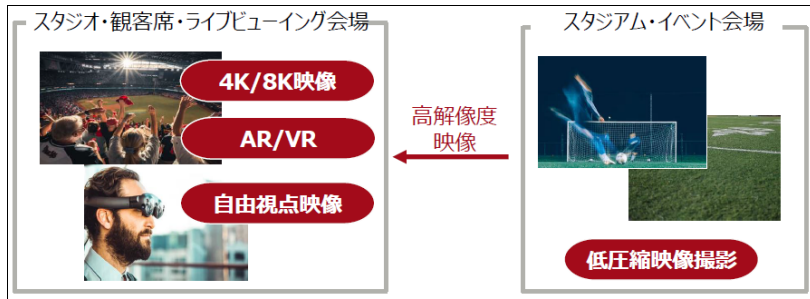 スタジオ・観客席・ライブビューイング会場
4K/8K映像
AR/VR
自由視点映像
高解像度
映像
スタジアム・イベント会場
低圧縮映像撮影